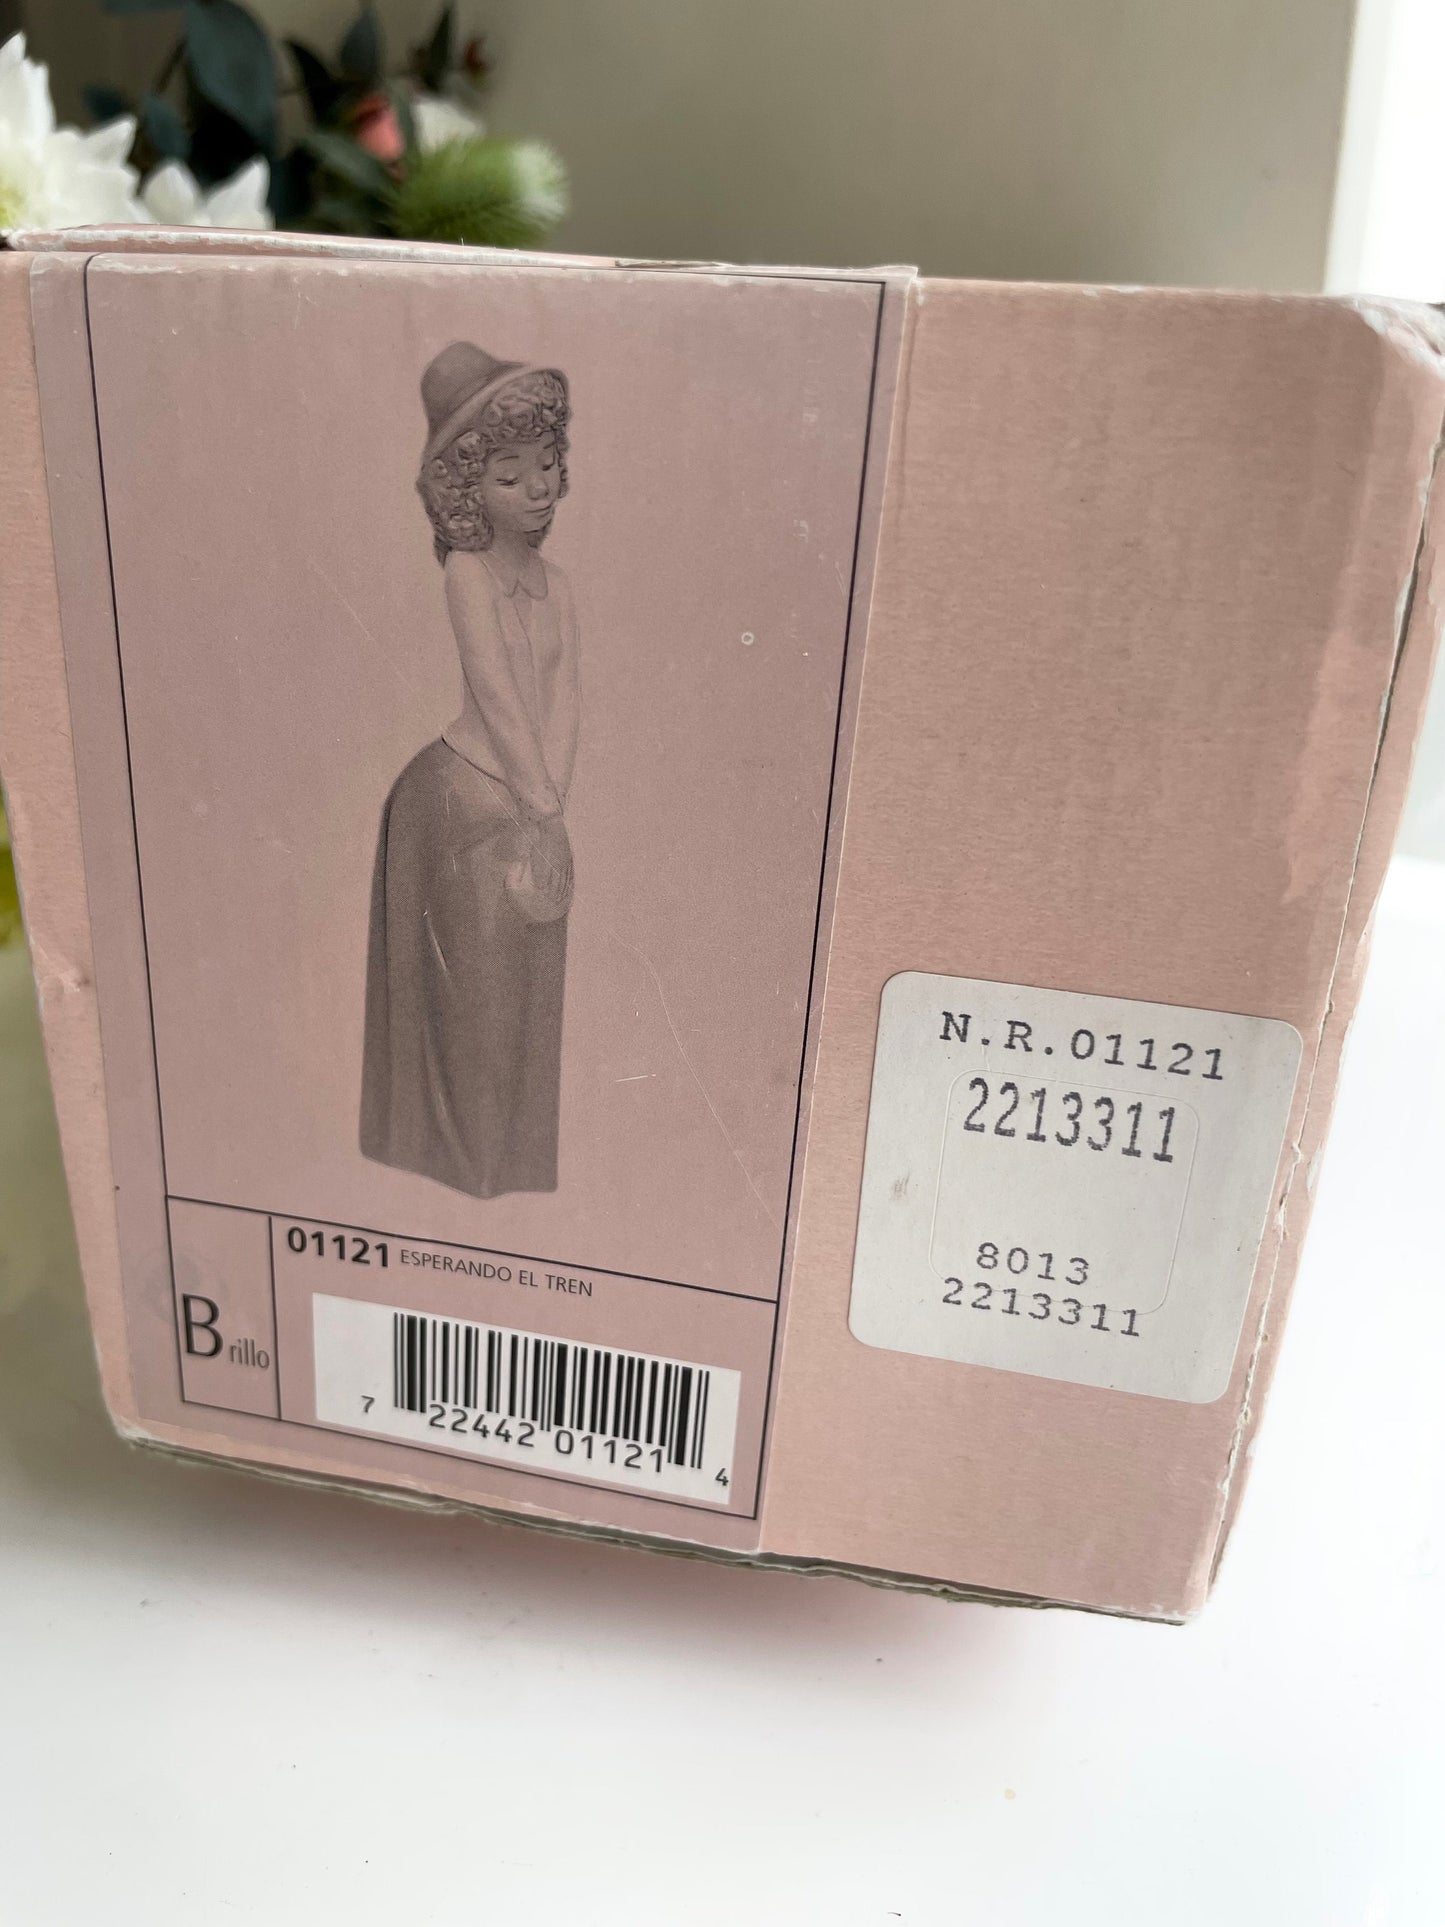 01121 ESPERANDO EL TREN
Brillo
7 22442 01121 4
N.R.01121
2213311
8013
2213311